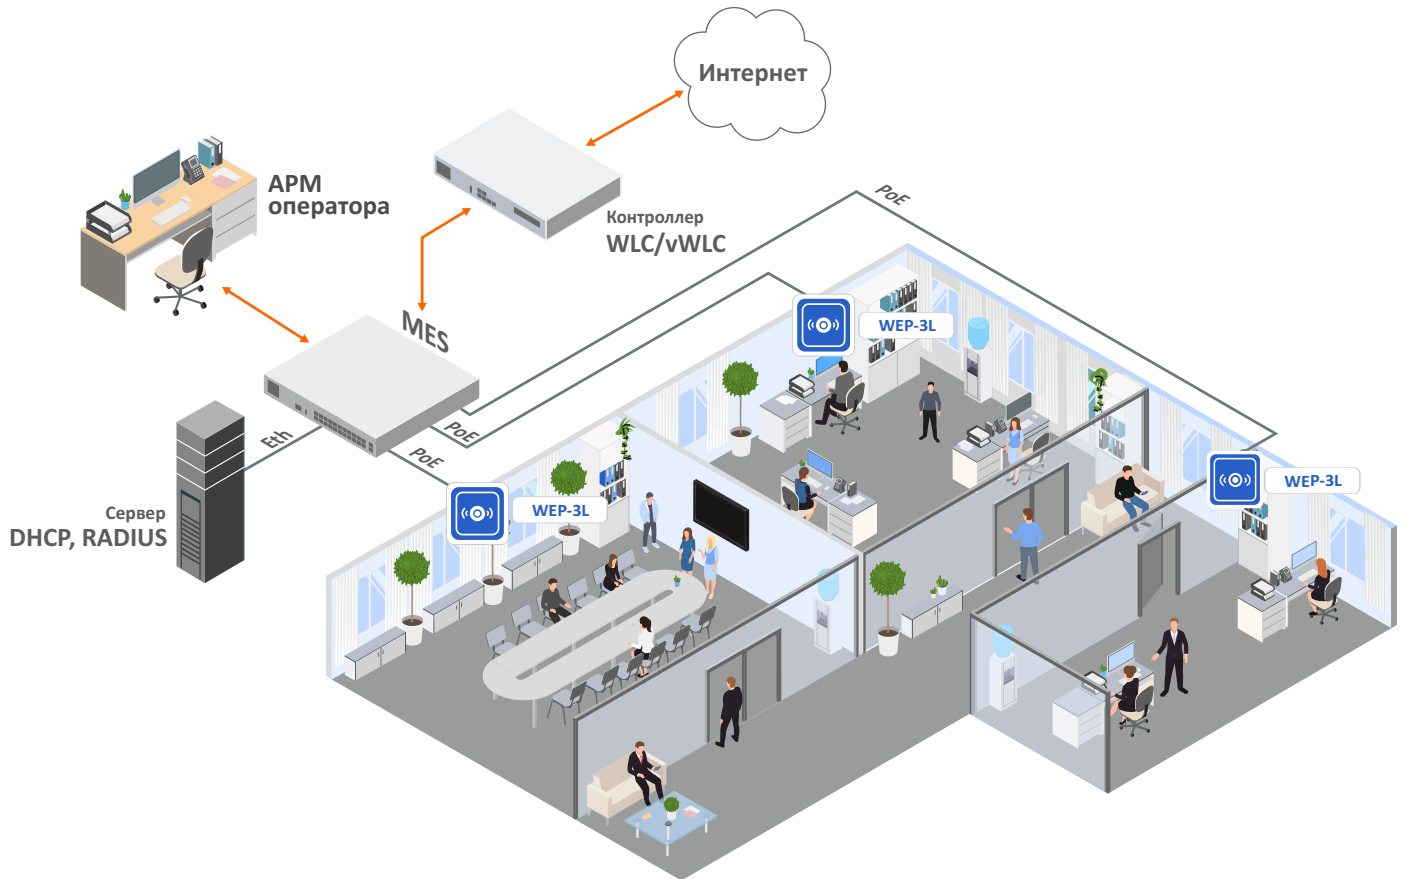 Интернет
АРМ
оператора
Контроллер
WLC/vWLC
PoE
MES
WEP-3L
Eth
PoE
PoE
WEP-3L
WEP-3L
Сервер
DHCP, RADIUS